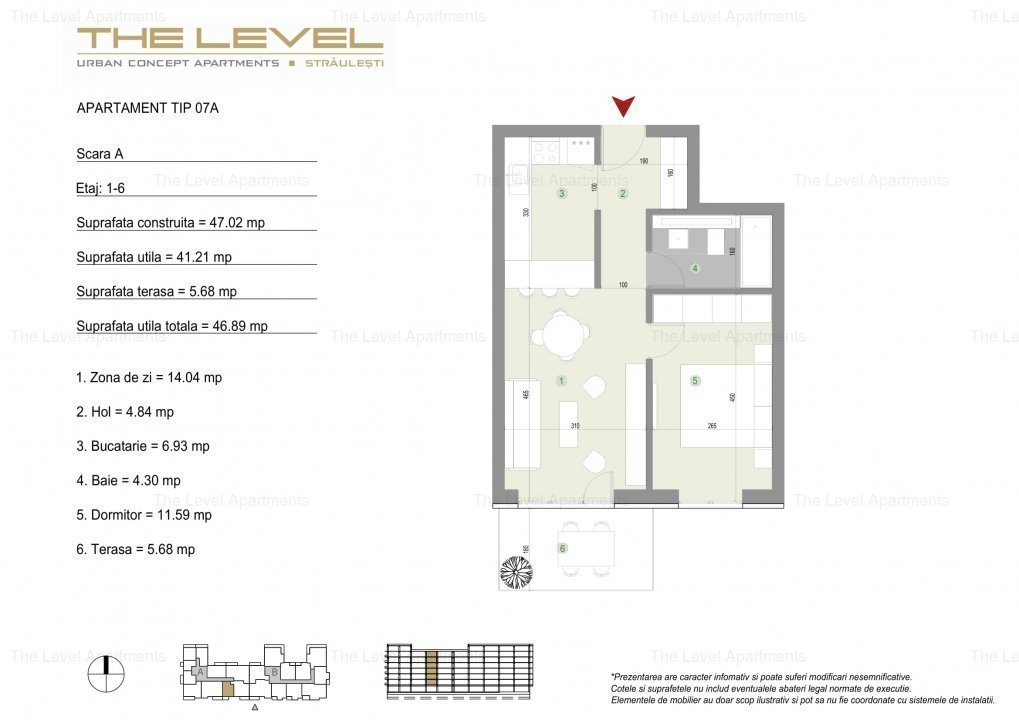 The Level Apartments The Level Apartments The Level
THE LEVEL
URBAN CONCEPT APARTMENTS ■ STRĂULEȘTI
APARTAMENT TIP 07A
Scara A
The Level Apartments The Level Apartments The Level Apartments
Etaj: 1-6
Suprafata construita = 47.02 mp
Suprafata utila = 41.21 mp
Suprafata terasa = 5.68 mp
Suprafata utila totala = 46.89 mp
The Level Apartments The Level Apartments The Level Apartments The Level
1. Zona de zi = 14.04 mp
2. Hol = 4.84 mp
3. Bucatarie = 6.93 mp
4. Baie = 4.30 mp
The Level Apartments The Level Apartments The Level Apartments
5. Dormitor = 11.59 mp
6. Terasa = 5.68 mp
190
160
100
3
2
330
160
4
100
1
5
465
450
310
265
160
6
The Level Apartments The Level Apartments The Level Apartments The Level
A
B
*Prezentarea are caracter infomativ si poate suferi modificari nesemnificative.
Cotele si suprafetele nu includ eventualele abateri legal normate de executie.
Elementele de mobilier au doar scop ilustrativ si pot sa nu fie coordonate cu sistemele de instalatii.